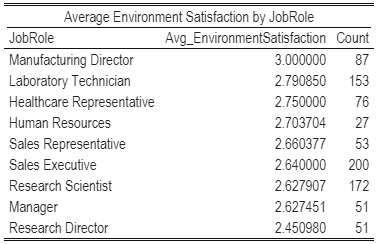 Average Environment Satisfaction by JobRole
JobRole Avg_EnvironmentSatisfaction Count
Manufacturing Director 3.000000 87
Laboratory Technician 2.790850 153
Healthcare Representative 2.750000 76
Human Resources 2.703704 27
Sales Representative 2.660377 53
Sales Executive 2.640000 200
Research Scientist 2.627907 172
Manager 2.627451 51
Research Director 2.450980 51